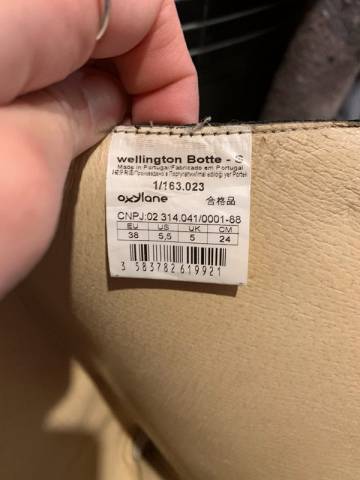 wellington Botte - S
Made in Portugal/Fabricado em Portugal
1/163.023
oxylane 合格品
CNPJ:02 314.041/0001-88
EU US UK CM
38 5,5 5 24
3 583782 619921